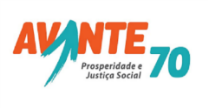 AVANTE
Prosperidade e
Justiça Social
70